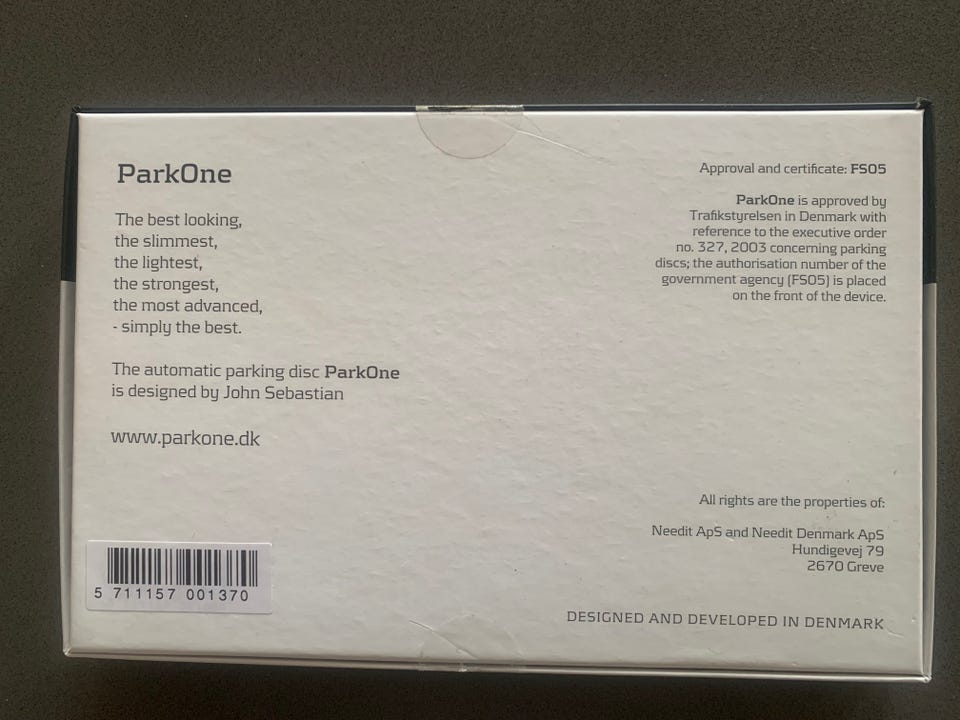 ParkOne
The best looking,
the slimmest,
the lightest,
the strongest,
the most advanced,
- simply the best.
The automatic parking disc ParkOne
is designed by John Sebastian
www.parkone.dk
5 711157 001370
Approval and certificate: FS05
ParkOne is approved by
Trafikstyrelsen in Denmark with
reference to the executive order
no. 327, 2003 concerning parking
discs; the authorisation number of the
government agency (FS05) is placed
on the front of the device.
All rights are the properties of:
Needit ApS and Needit Denmark ApS
Hundigevej 79
2670 Greve
DESIGNED AND DEVELOPED IN DENMARK